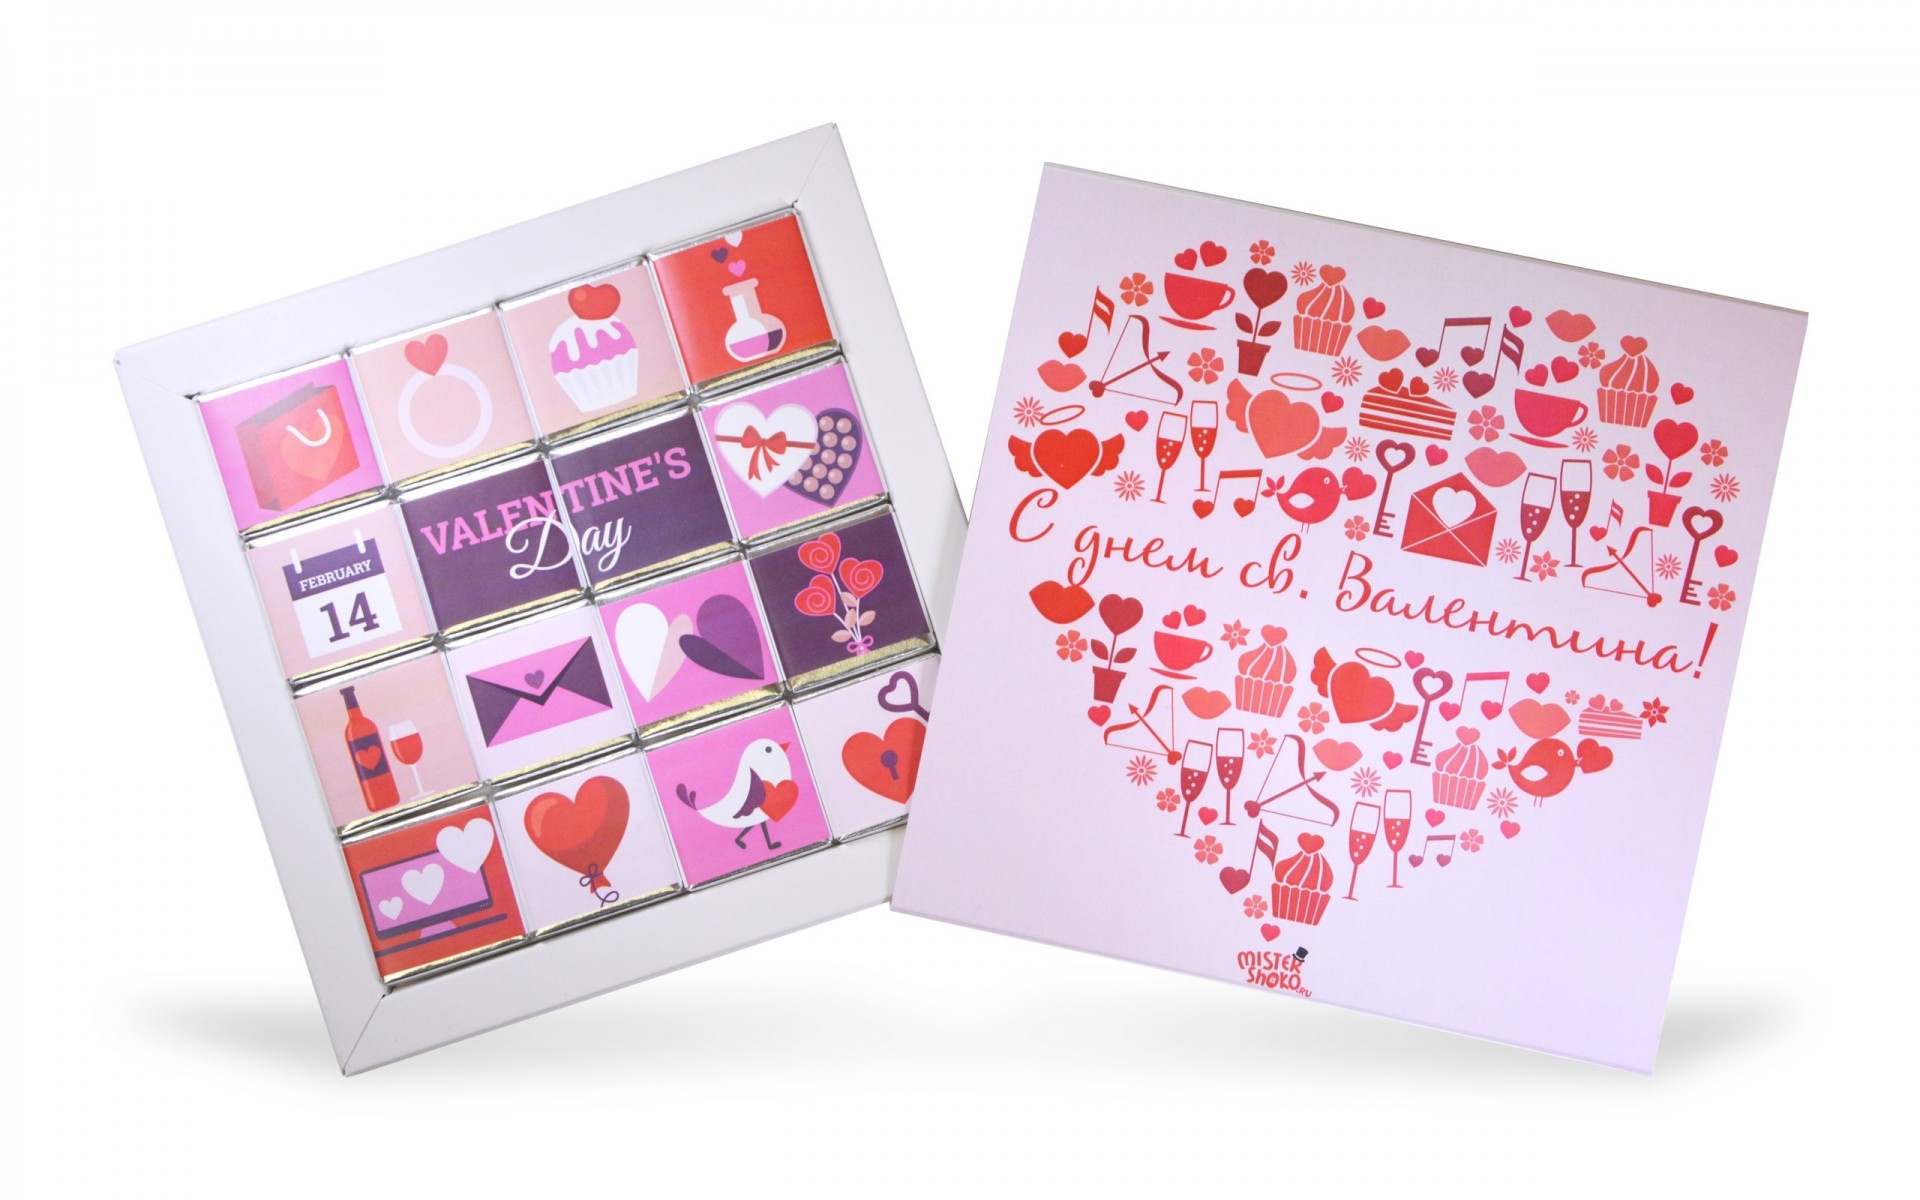 VALENTINE'S
Day
FEBRUARY
14
С днем св. Валентина!
MISTER
SHOKO.RU